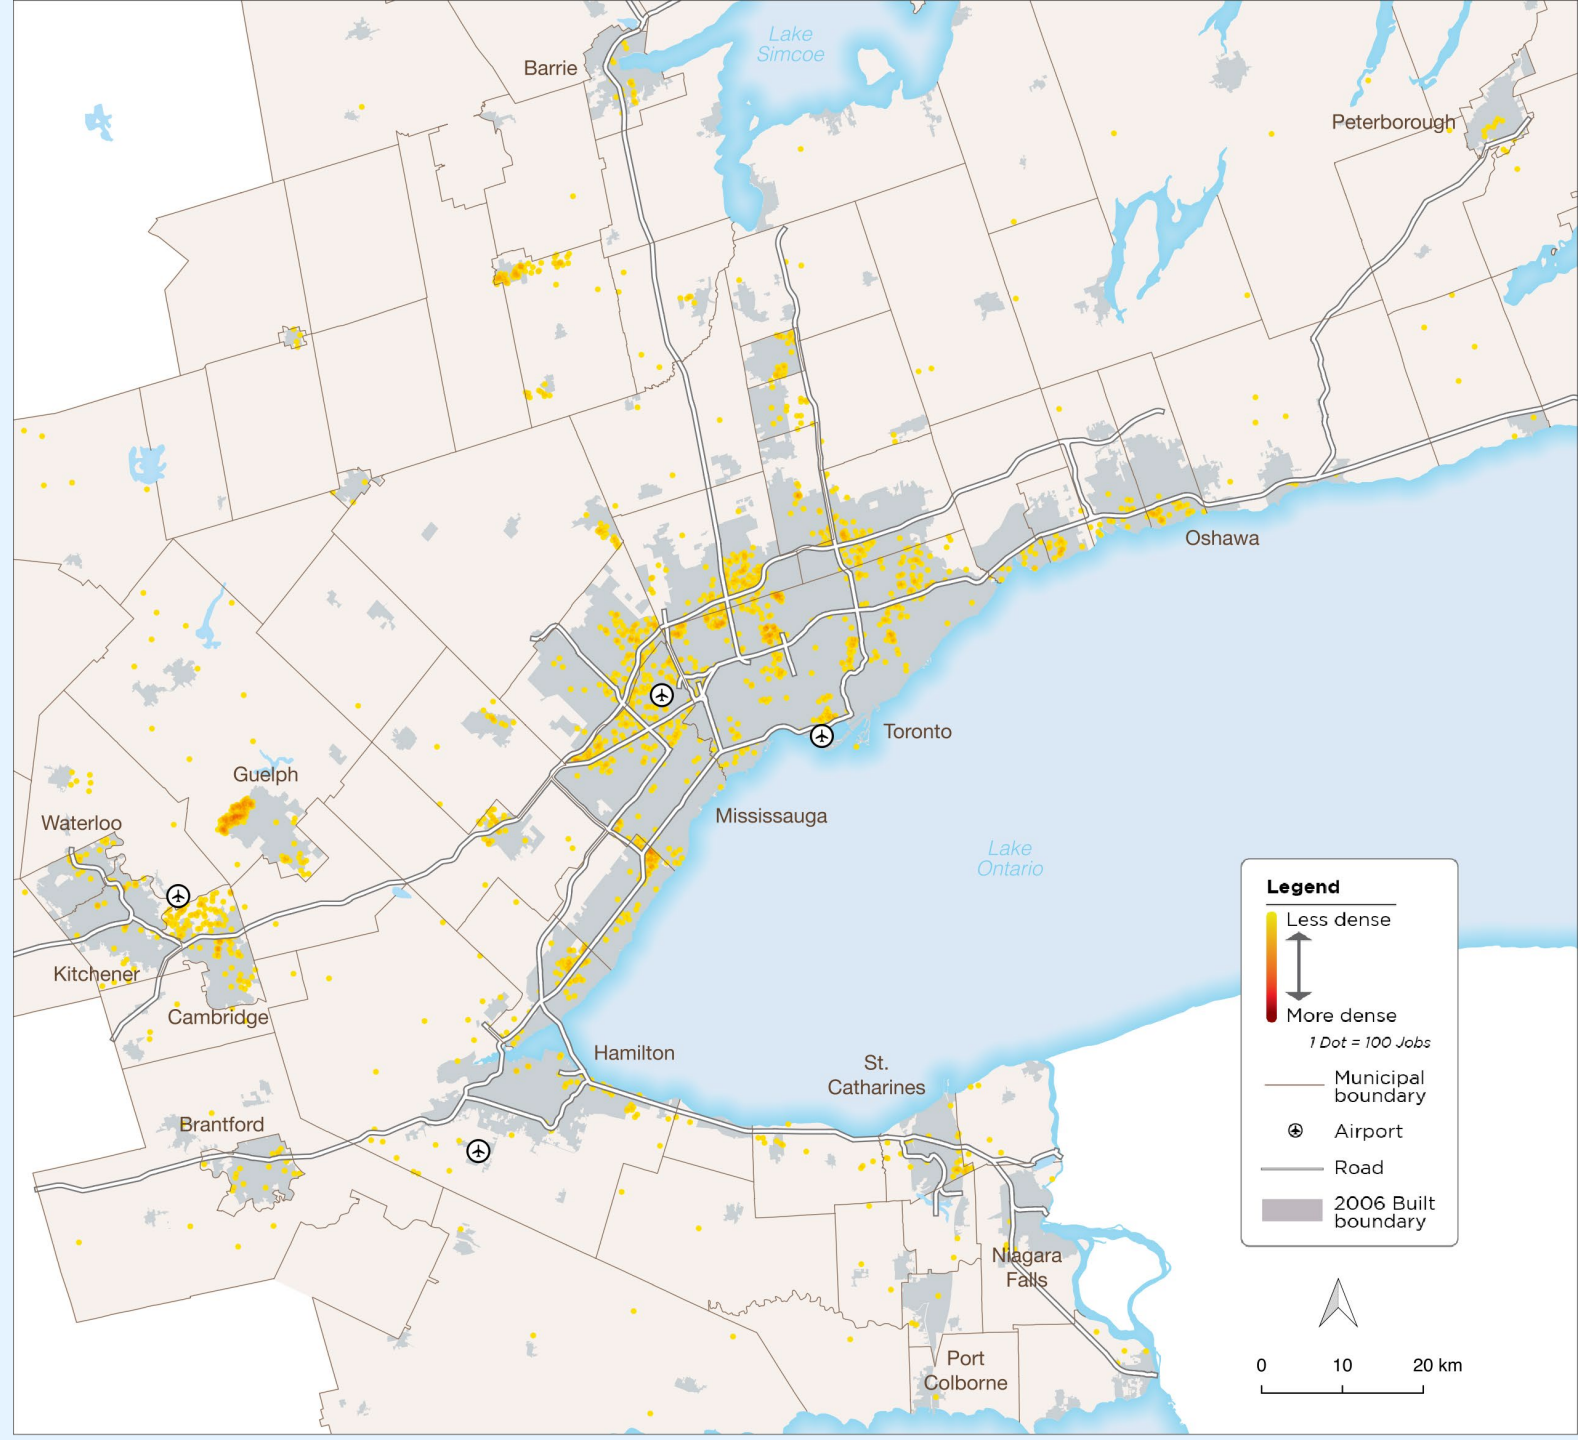 Lake
Simcoe
Barrie
Peterborough
Oshawa
Toronto
Guelph
Waterloo
Mississauga
Lake
Ontario
Kitchener
Cambridge
Hamilton
St.
Catharines
Brantford
Niagara
Falls
Port
Colborne
Legend
Less dense
More dense
1 Dot = 100 Jobs
Municipal
boundary
Airport
Road
2006 Built
boundary
0 10 20 km